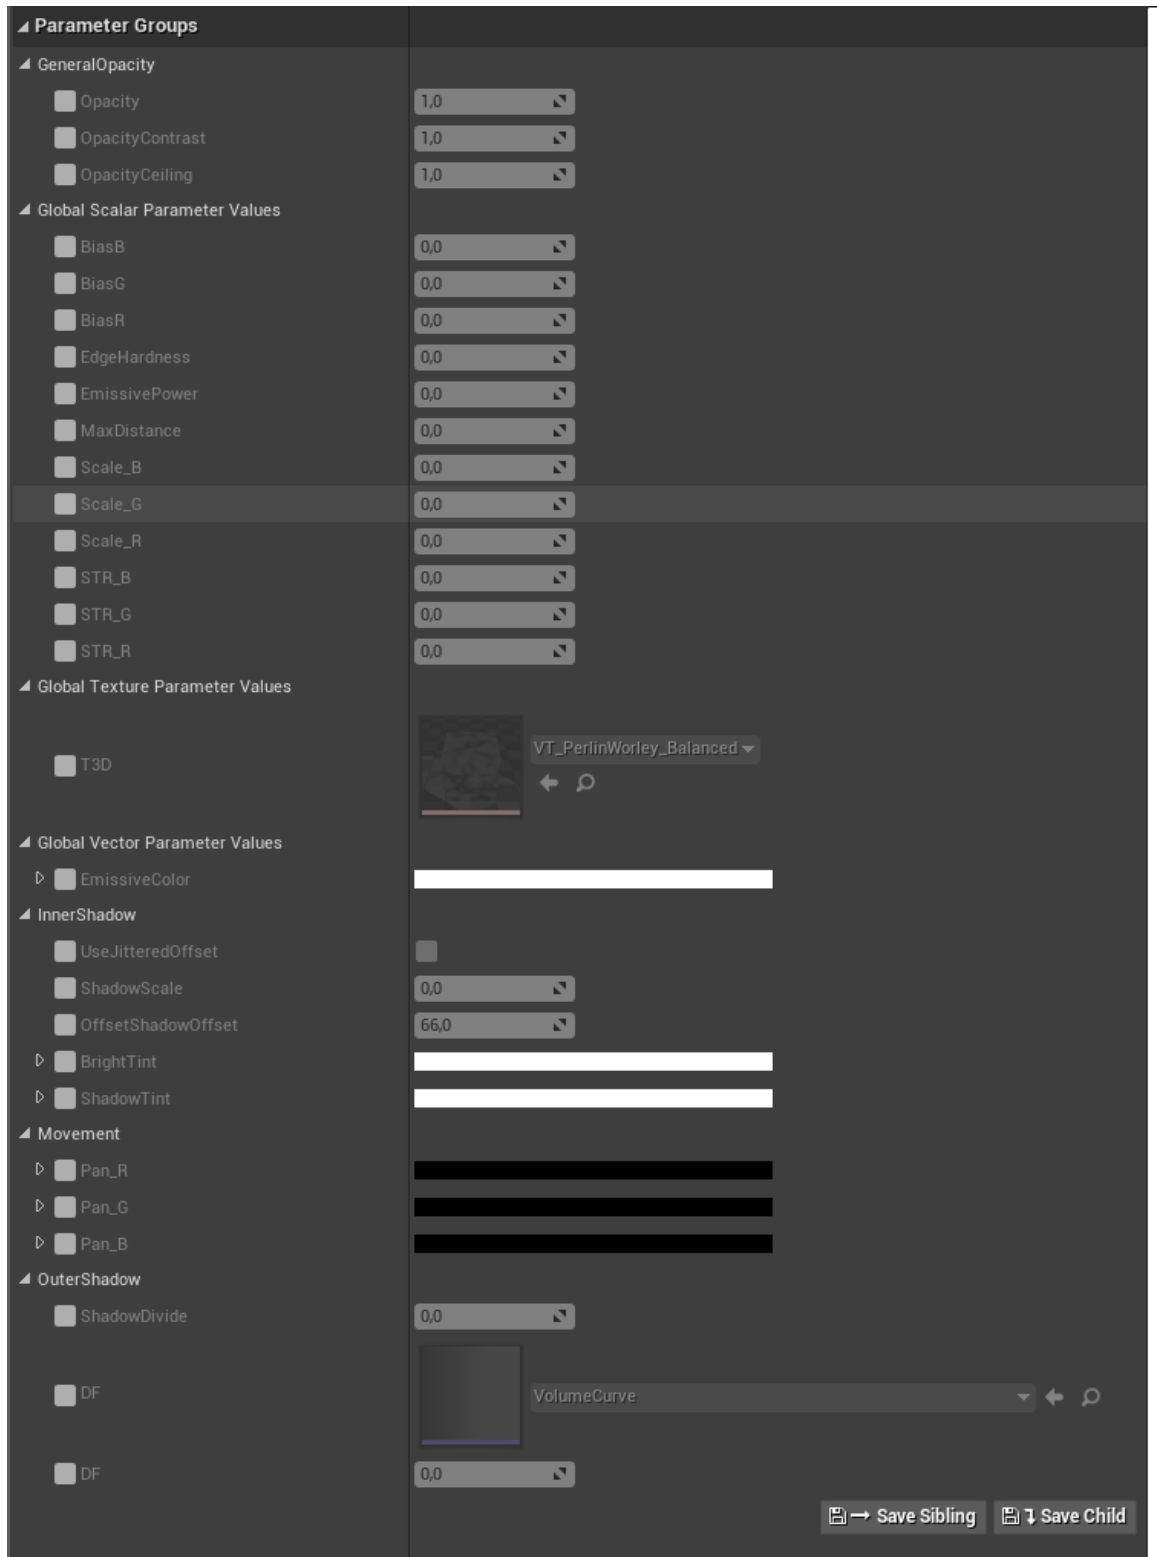 Parameter Groups
GeneralOpacity
Opacity 1,0
OpacityContrast 1,0
OpacityCeiling 1,0
Global Scalar Parameter Values
BiasB 0,0
BiasG 0,0
BiasR 0,0
EdgeHardness 0,0
EmissivePower 0,0
MaxDistance 0,0
Scale_B 0,0
Scale_G 0,0
Scale_R 0,0
STR_B 0,0
STR_G 0,0
STR_R 0,0
Global Texture Parameter Values
T3D VT_PerlinWorley_Balanced
Global Vector Parameter Values
EmissiveColor
InnerShadow
UseJitteredOffset
ShadowScale 0,0
OffsetShadowOffset 66,0
BrightTint
ShadowTint
Movement
Pan_R
Pan_G
Pan_B
OuterShadow
ShadowDivide 0,0
DF VolumeCurve
DF 0,0
Save Sibling Save Child